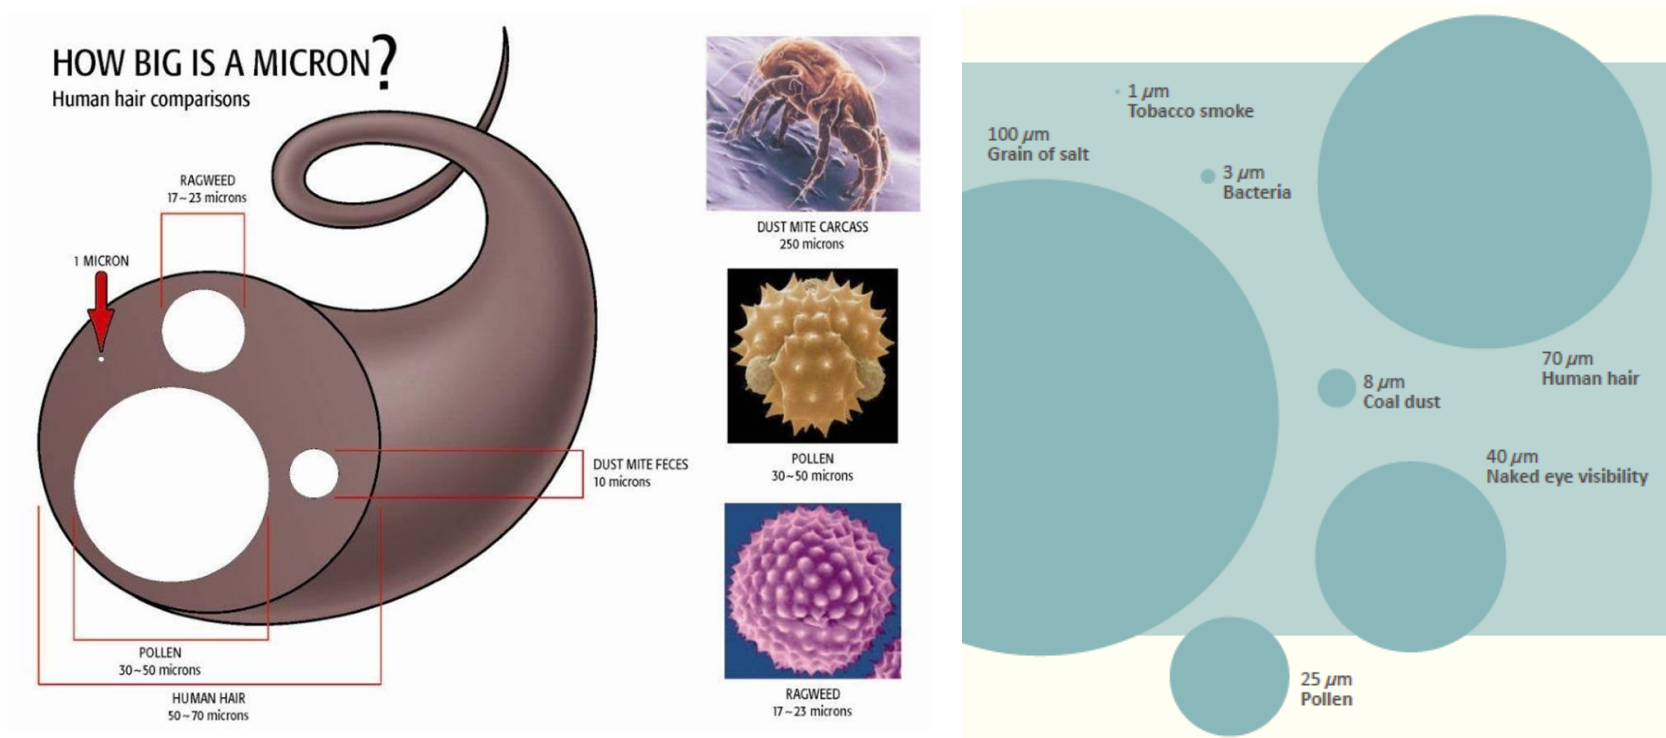 HOW BIG IS A MICRON?
Human hair comparisons
RAGWEED
17~23 microns
1 MICRON
DUST MITE FECES
10 microns
POLLEN
30~50 microns
HUMAN HAIR
50~70 microns
DUST MITE CARCASS
250 microns
POLLEN
30~50 microns
RAGWEED
17~23 microns
1 µm
Tobacco smoke
100 µm
Grain of salt
3 µm
Bacteria
70 µm
Human hair
8 µm
Coal dust
40 µm
Naked eye visibility
25 µm
Pollen